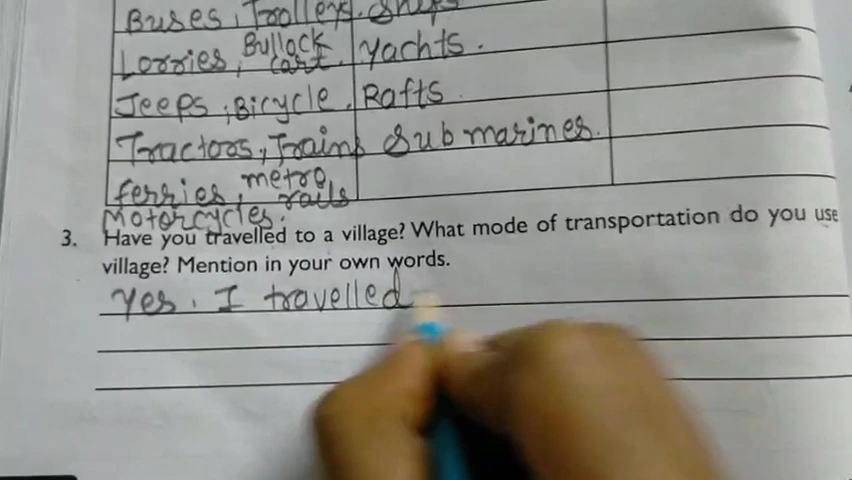 Buses, Trolleys. Ships
Lorries, Bullock cart. Yachts.
Jeeps, Bicycle. Rafts.
Tractors, Trains Submarines.
ferries, metro rails
Motorcycles.
3. Have you travelled to a village? What mode of transportation do you use
village? Mention in your own words.
Yes. I travelled